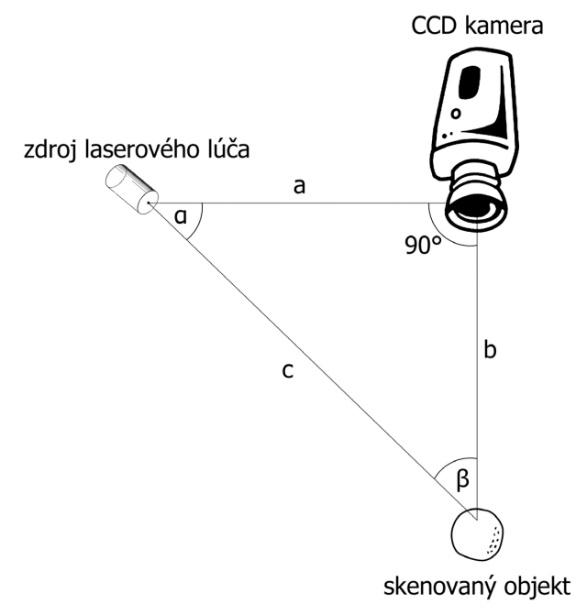 CCD kamera
zdroj laserového lúča
a
α
90°
b
c
β
skenovaný objekt